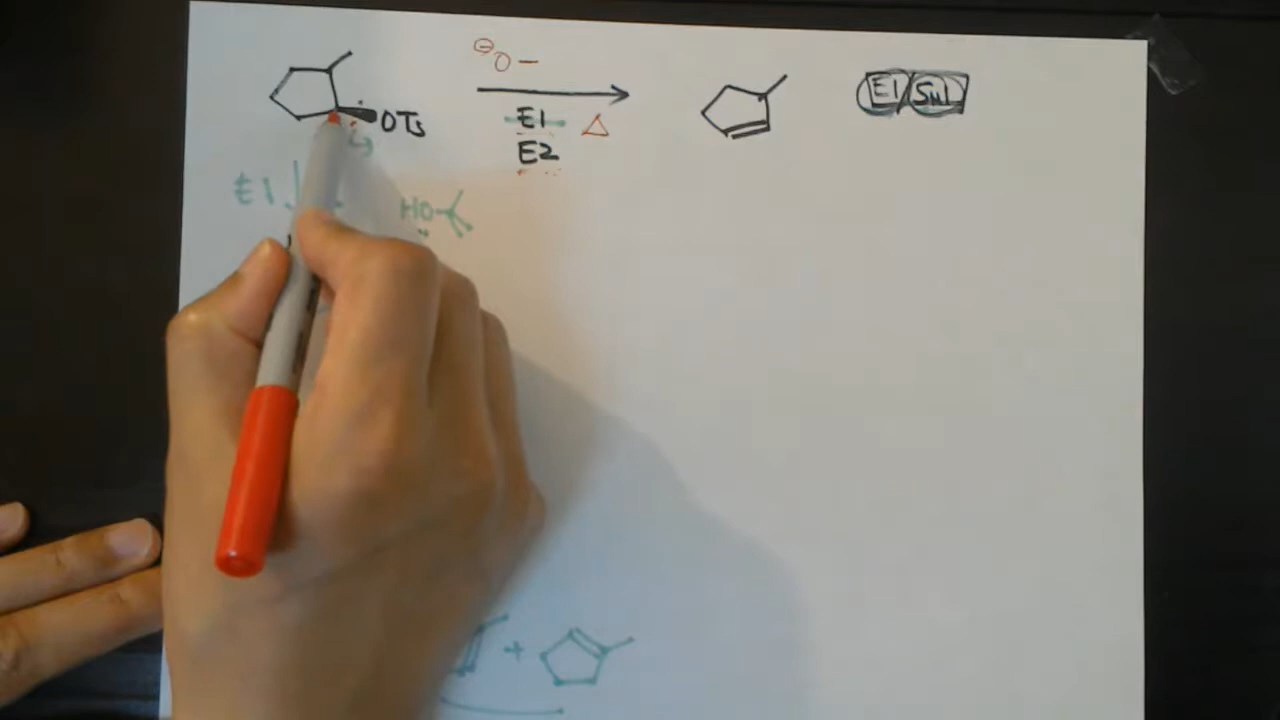 ⊖O–
E1 Δ
E2
OTs
E1 SN1
E1
HO
+